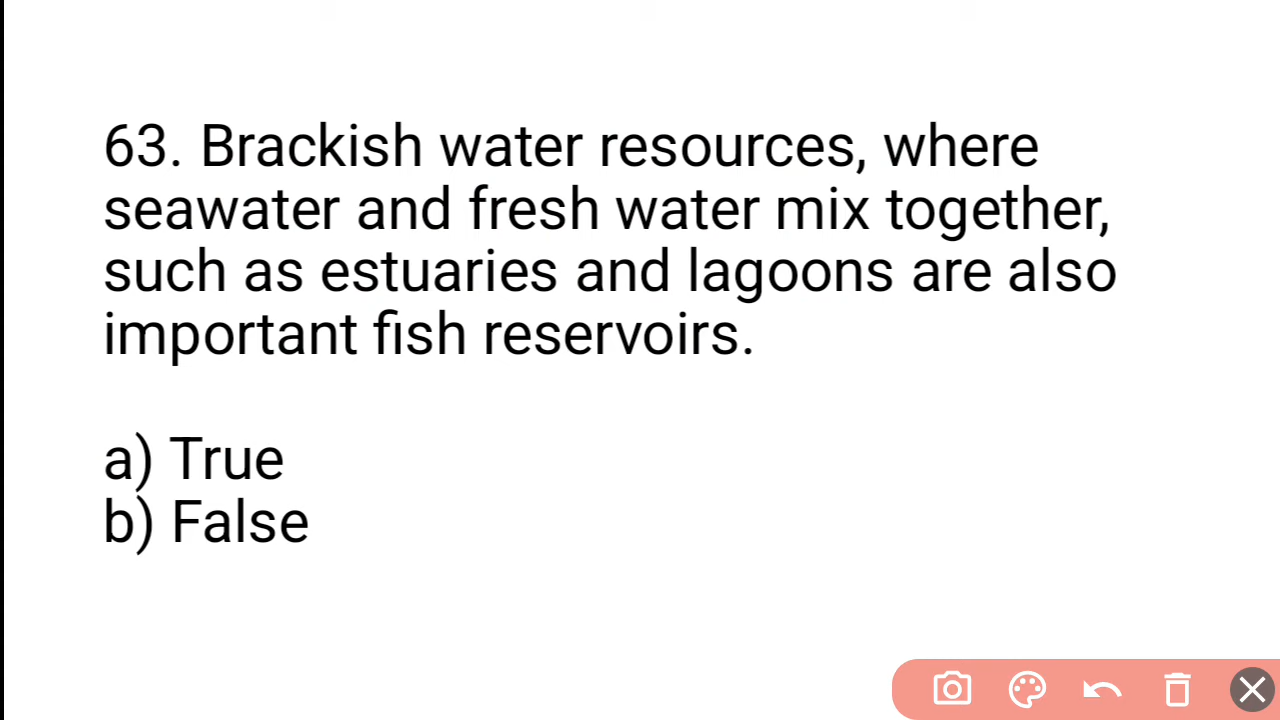 63. Brackish water resources, where
seawater and fresh water mix together,
such as estuaries and lagoons are also
important fish reservoirs.
a) True
b) False